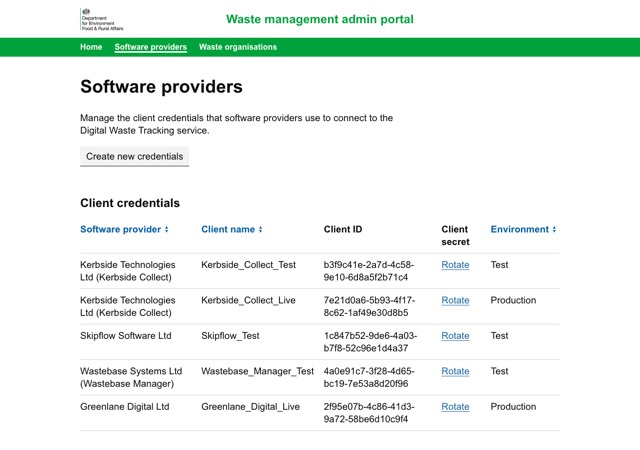 Department
for Environment
Food & Rural Affairs
Waste management admin portal
Home Software providers Waste organisations
Software providers
Manage the client credentials that software providers use to connect to the
Digital Waste Tracking service.
Create new credentials
Client credentials
Software provider Client name Client ID Client secret Environment
Kerbside Technologies Ltd (Kerbside Collect) Kerbside_Collect_Test b3f9c41e-2a7d-4c58-9e10-6d8a5f2b71c4 Rotate Test
Kerbside Technologies Ltd (Kerbside Collect) Kerbside_Collect_Live 7e21d0a6-5b93-4f17-8c62-1af49e30d8b5 Rotate Production
Skipflow Software Ltd Skipflow_Test 1c847b52-9de6-4a03-b7f8-52c96e1d4a37 Rotate Test
Wastebase Systems Ltd (Wastebase Manager) Wastebase_Manager_Test 4a0e91c7-3f28-4d65-bc19-7e53a8d20f96 Rotate Test
Greenlane Digital Ltd Greenlane_Digital_Live 2f95e07b-4c86-41d3-9a72-58be6d10c9f4 Rotate Production